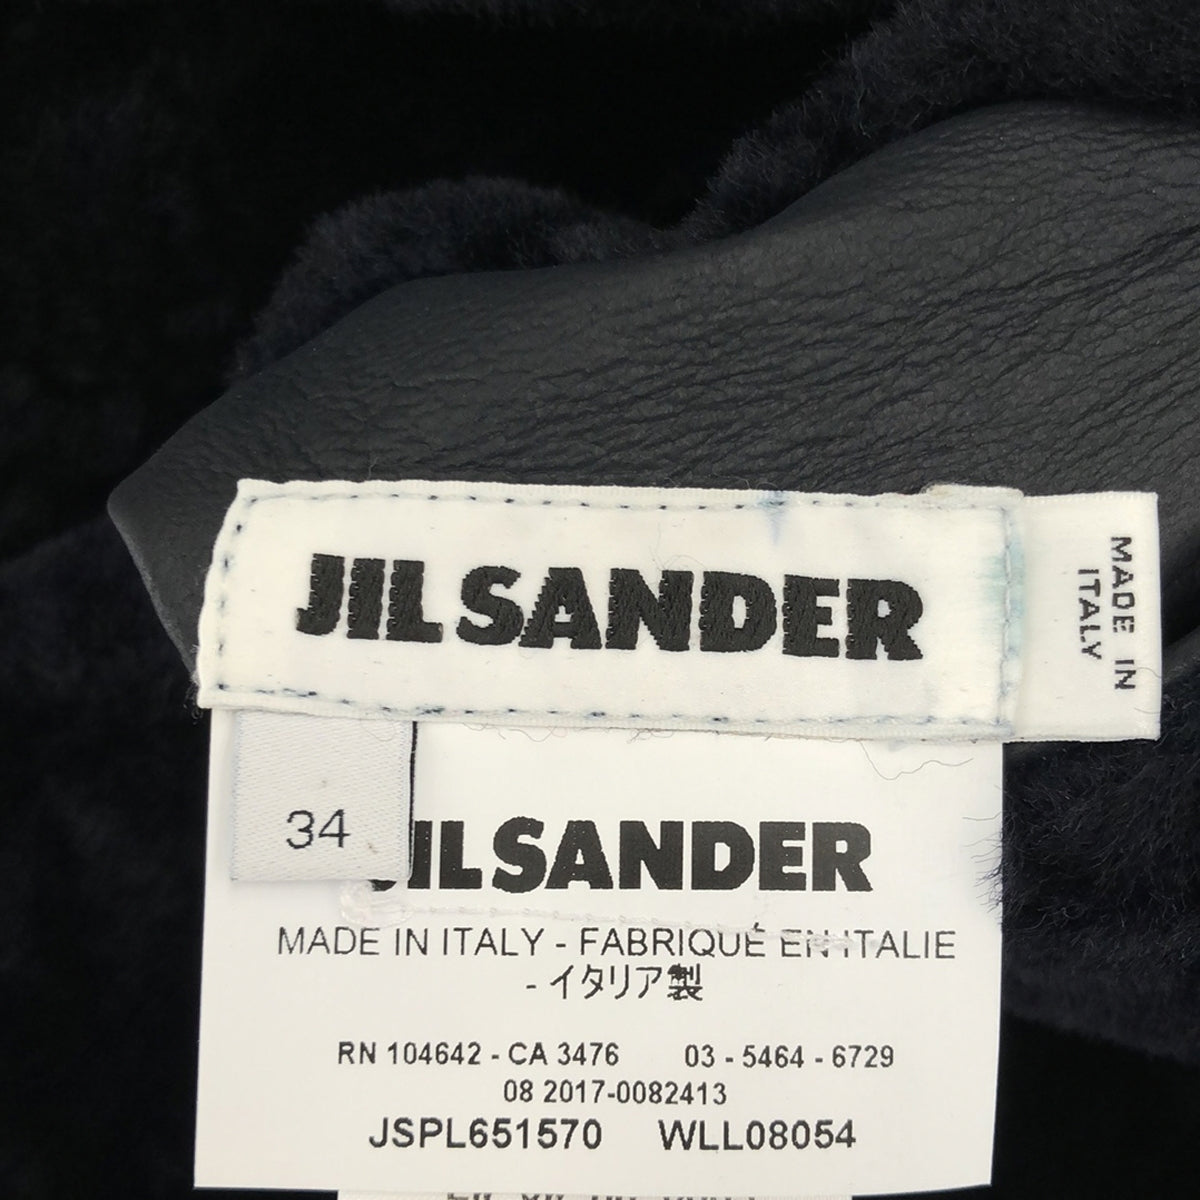 JIL SANDER
MADE IN
ITALY
34
JIL SANDER
MADE IN ITALY - FABRIQUÉ EN ITALIE
- イタリア製
RN 104642 - CA 3476 03 - 5464 - 6729
08 2017-0082413
JSPL651570 WLL08054